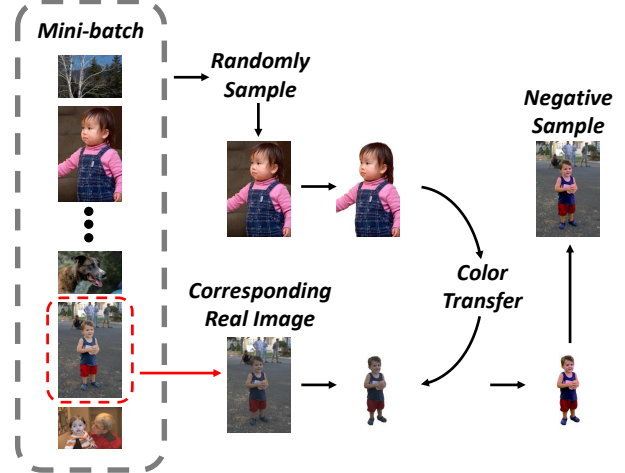 Mini-batch
Randomly
Sample
Negative
Sample
Corresponding
Real Image
Color
Transfer